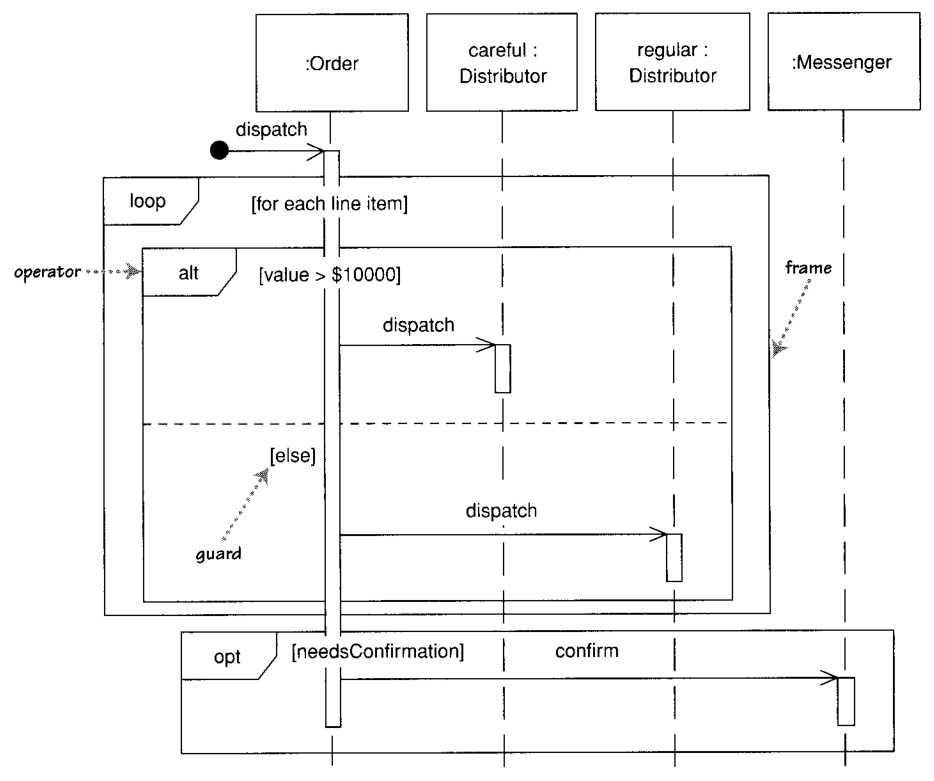 :Order
careful :
Distributor
regular :
Distributor
:Messenger
dispatch
loop
[for each line item]
operator
alt
[value > $10000]
frame
dispatch
[else]
dispatch
guard
opt
[needsConfirmation]
confirm